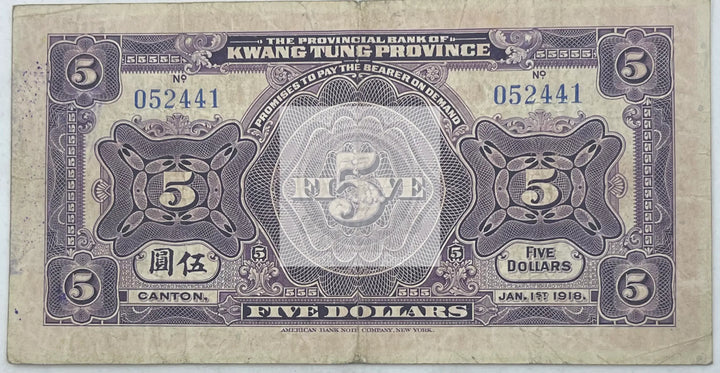 THE PROVINCIAL BANK OF
KWANG TUNG PROVINCE
5 5
Nº Nº
PROMISES TO PAY THE BEARER ON DEMAND
052441 052441
5 FIVE 5 5
圓伍 5 5 FIVE
DOLLARS
5 555 555 5
CANTON, JAN. 1ST 1918.
FIVE DOLLARS
AMERICAN BANK NOTE COMPANY, NEW YORK.